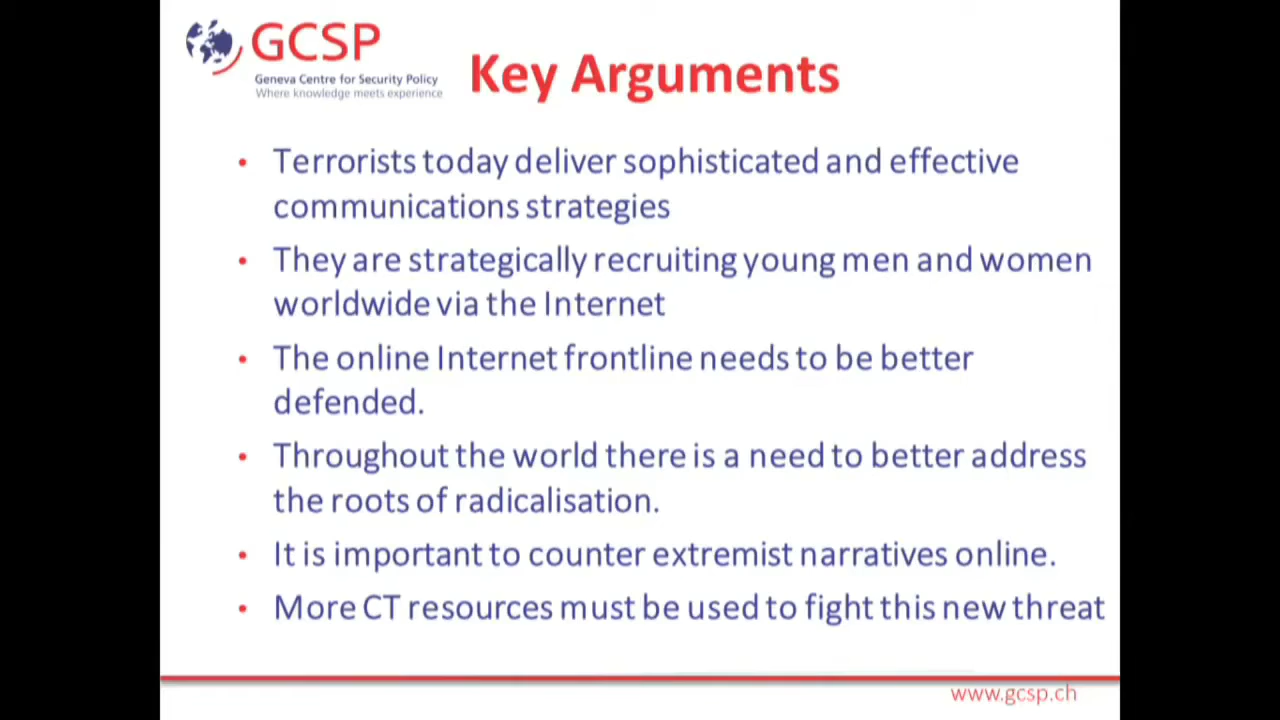 GCSP
Geneva Centre for Security Policy
Where knowledge meets experience
Key Arguments
• Terrorists today deliver sophisticated and effective
communications strategies
• They are strategically recruiting young men and women
worldwide via the Internet
• The online Internet frontline needs to be better
defended.
• Throughout the world there is a need to better address
the roots of radicalisation.
• It is important to counter extremist narratives online.
• More CT resources must be used to fight this new threat
www.gcsp.ch